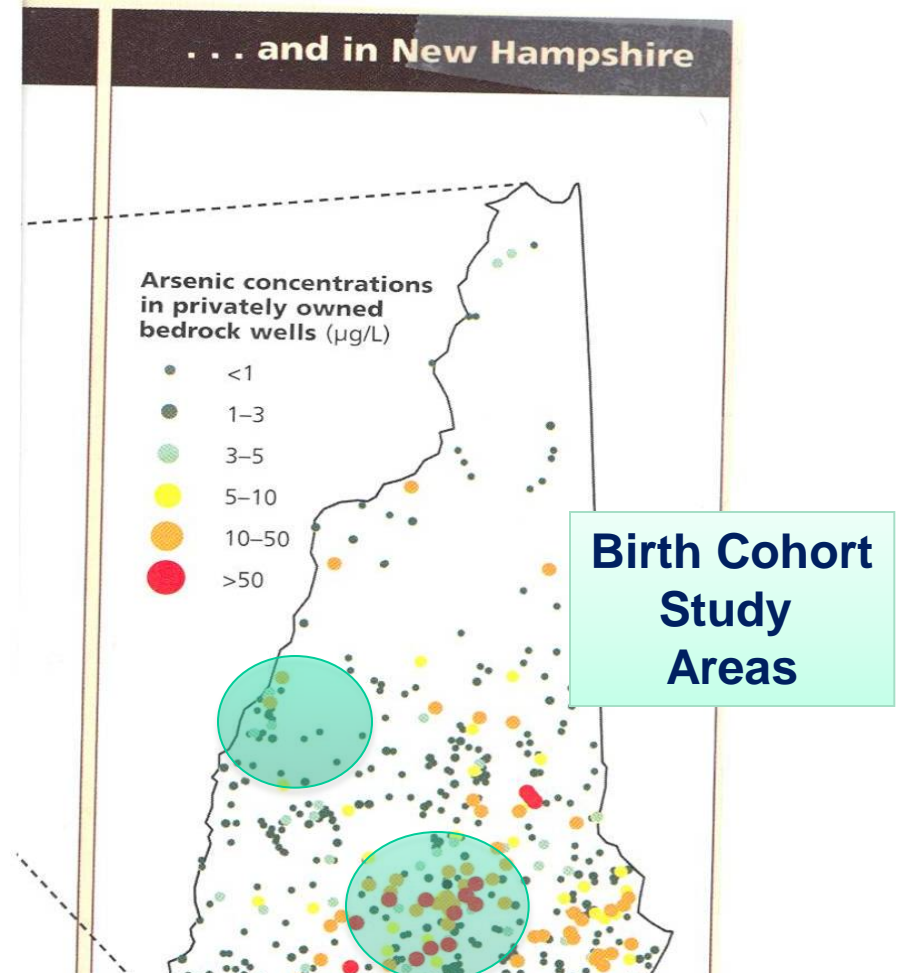 . . . and in New Hampshire
Arsenic concentrations
in privately owned
bedrock wells (µg/L)
<1
1–3
3–5
5–10
10–50
>50
Birth Cohort
Study
Areas